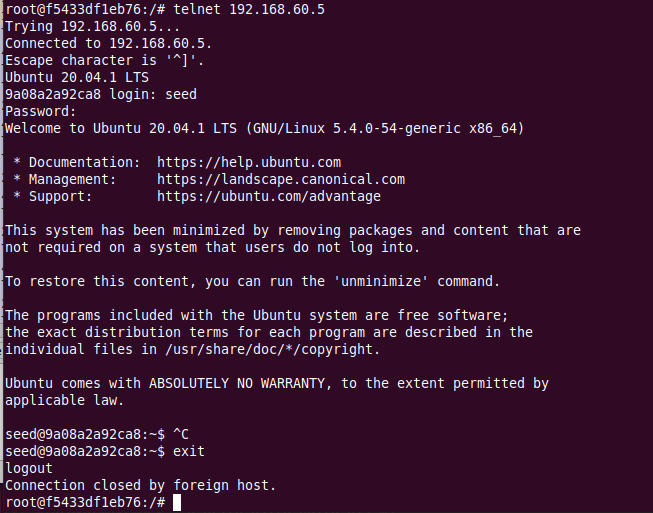 root@f5433df1eb76:/# telnet 192.168.60.5
Trying 192.168.60.5...
Connected to 192.168.60.5.
Escape character is '^]'.
Ubuntu 20.04.1 LTS
9a08a2a92ca8 login: seed
Password:
Welcome to Ubuntu 20.04.1 LTS (GNU/Linux 5.4.0-54-generic x86_64)

 * Documentation:  https://help.ubuntu.com
 * Management:     https://landscape.canonical.com
 * Support:        https://ubuntu.com/advantage

This system has been minimized by removing packages and content that are
not required on a system that users do not log into.

To restore this content, you can run the 'unminimize' command.

The programs included with the Ubuntu system are free software;
the exact distribution terms for each program are described in the
individual files in /usr/share/doc/*/copyright.

Ubuntu comes with ABSOLUTELY NO WARRANTY, to the extent permitted by
applicable law.

seed@9a08a2a92ca8:~$ ^C
seed@9a08a2a92ca8:~$ exit
logout
Connection closed by foreign host.
root@f5433df1eb76:/#